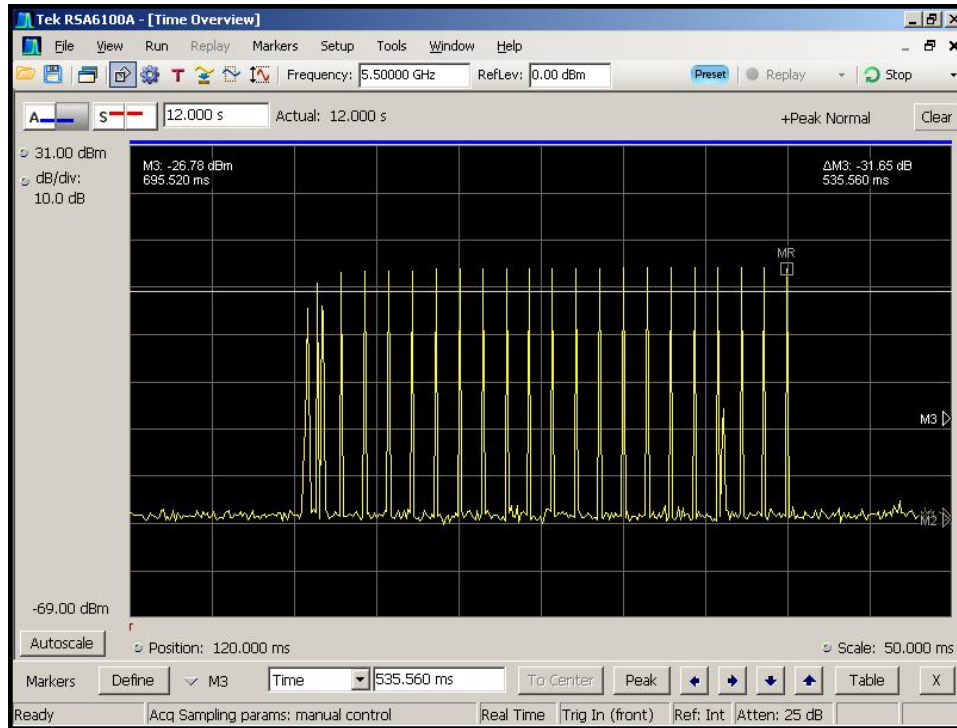 Tek RSA6100A - [Time Overview]
File View Run Replay Markers Setup Tools Window Help
Frequency: 5.50000 GHz RefLev: 0.00 dBm Preset Replay Stop
A S 12.000 s Actual: 12.000 s +Peak Normal Clear
31.00 dBm
dB/div:
10.0 dB
M3: -26.78 dBm
695.520 ms
ΔM3: -31.65 dB
535.560 ms
MR
M3
M2
-69.00 dBm
Autoscale Position: 120.000 ms Scale: 50.000 ms
Markers Define M3 Time 535.560 ms To Center Peak Table X
Ready Acq Sampling params: manual control Real Time Trig In (front) Ref: Int Atten: 25 dB